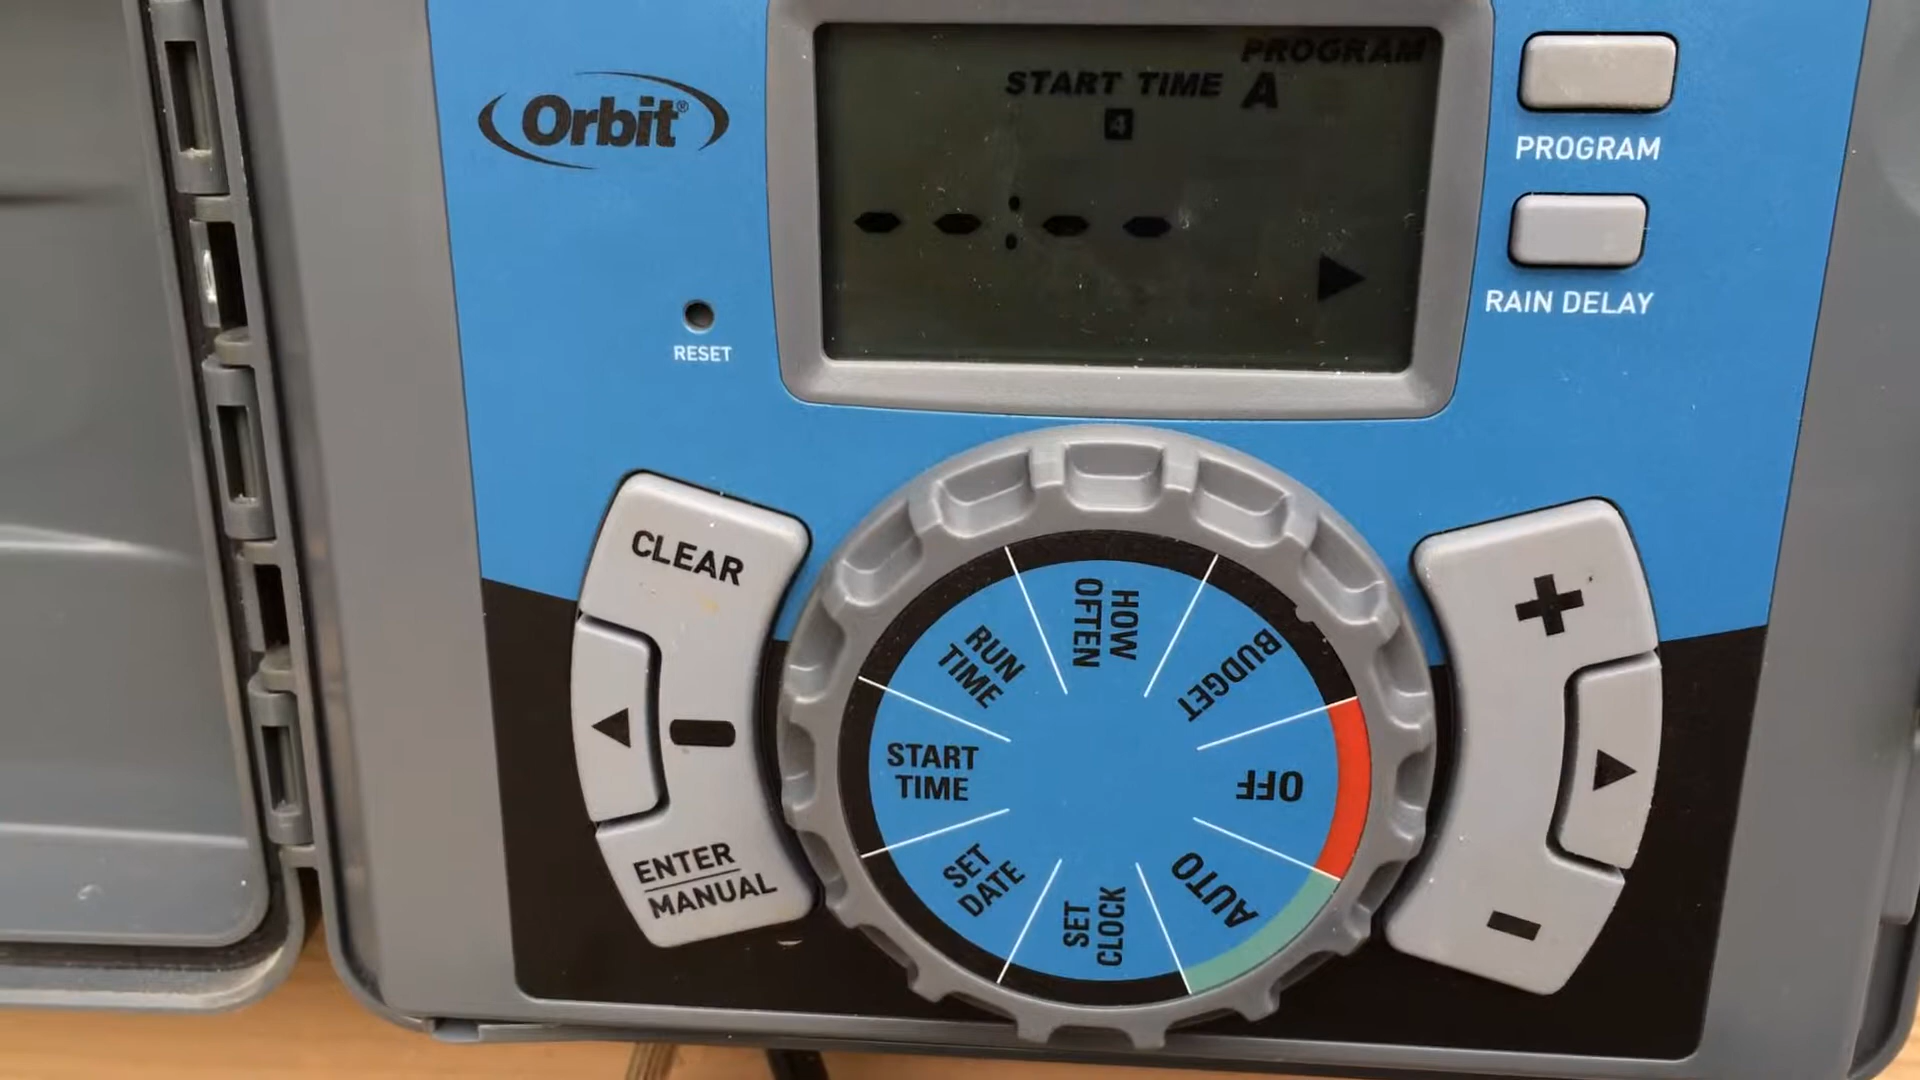 PROGRAM
START TIME A
4
--:--
Orbit®
PROGRAM
RAIN DELAY
RESET
CLEAR
ENTER
MANUAL
HOW
OFTEN
BUDGET
OFF
AUTO
SET
CLOCK
SET
DATE
START
TIME
RUN
TIME
+
-